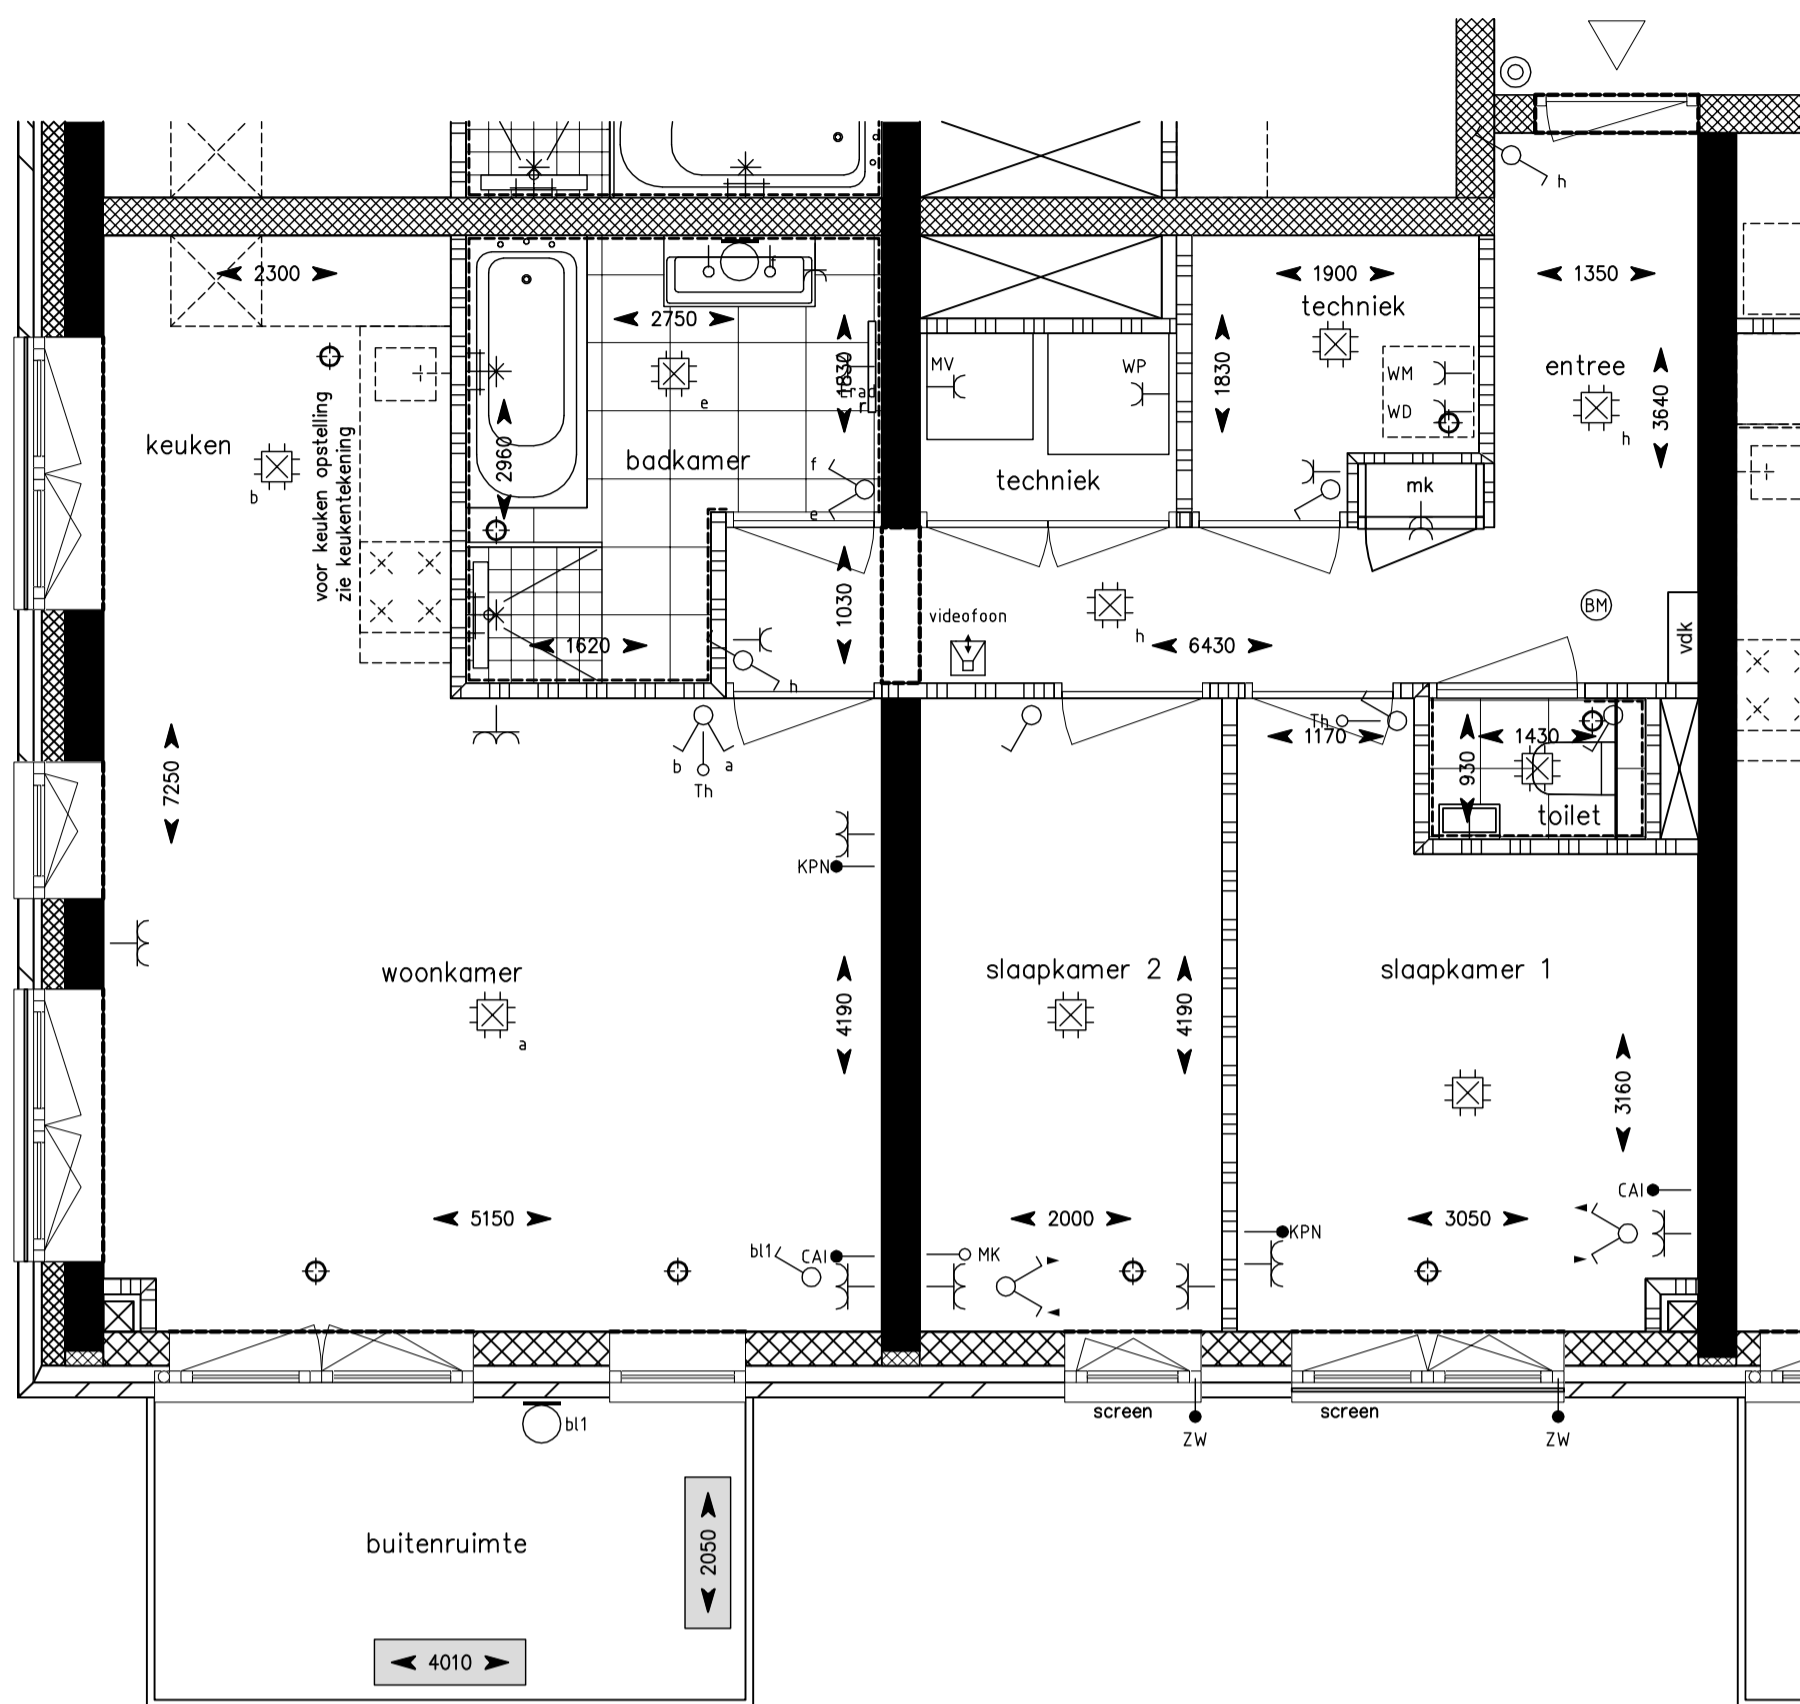 h
2300
1900
1350
techniek
f
2750
1830
1830
MV
WP
WM
WD
entree
3640
h
e
keuken
b
voor keuken opstelling
zie keukentekening
2960
badkamer
f
e
techniek
mk
1030
videofoon
h
6430
BM
vdk
1620
h
b
a
Th
Th
1170
1430
930
toilet
7250
KPN
woonkamer
a
4190
slaapkamer 2
4190
slaapkamer 1
3160
CAI
5150
2000
3050
KPN
bl1
CAI
MK
bl1
screen
ZW
screen
ZW
buitenruimte
2050
4010